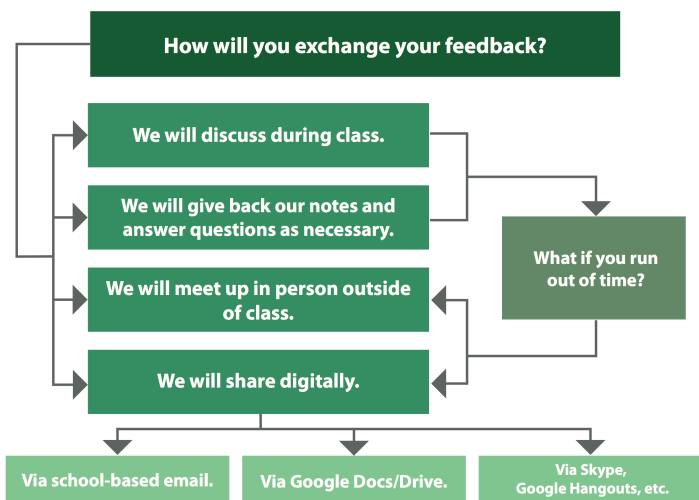 How will you exchange your feedback?
We will discuss during class.
We will give back our notes and
answer questions as necessary.
What if you run
out of time?
We will meet up in person outside
of class.
We will share digitally.
Via school-based email.
Via Google Docs/Drive.
Via Skype,
Google Hangouts, etc.